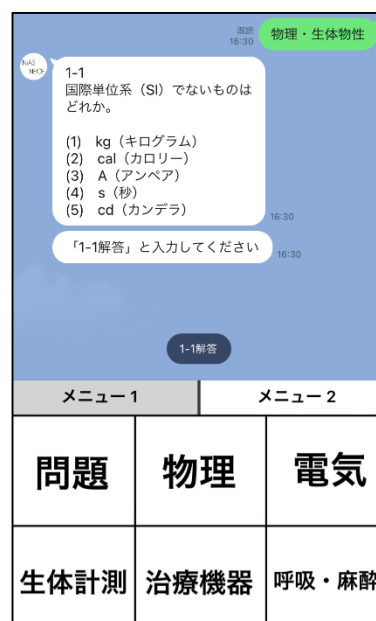 既読
16:30
物理・生体物性
1-1
国際単位系（SI）でないものは
どれか。
(1)　kg（キログラム）
(2)　cal（カロリー）
(3)　A（アンペア）
(4)　s（秒）
(5)　cd（カンデラ）
16:30
「1-1解答」と入力してください
16:30
1-1解答
メニュー 1
メニュー 2
問題
物理
電気
生体計測
治療機器
呼吸・麻酔